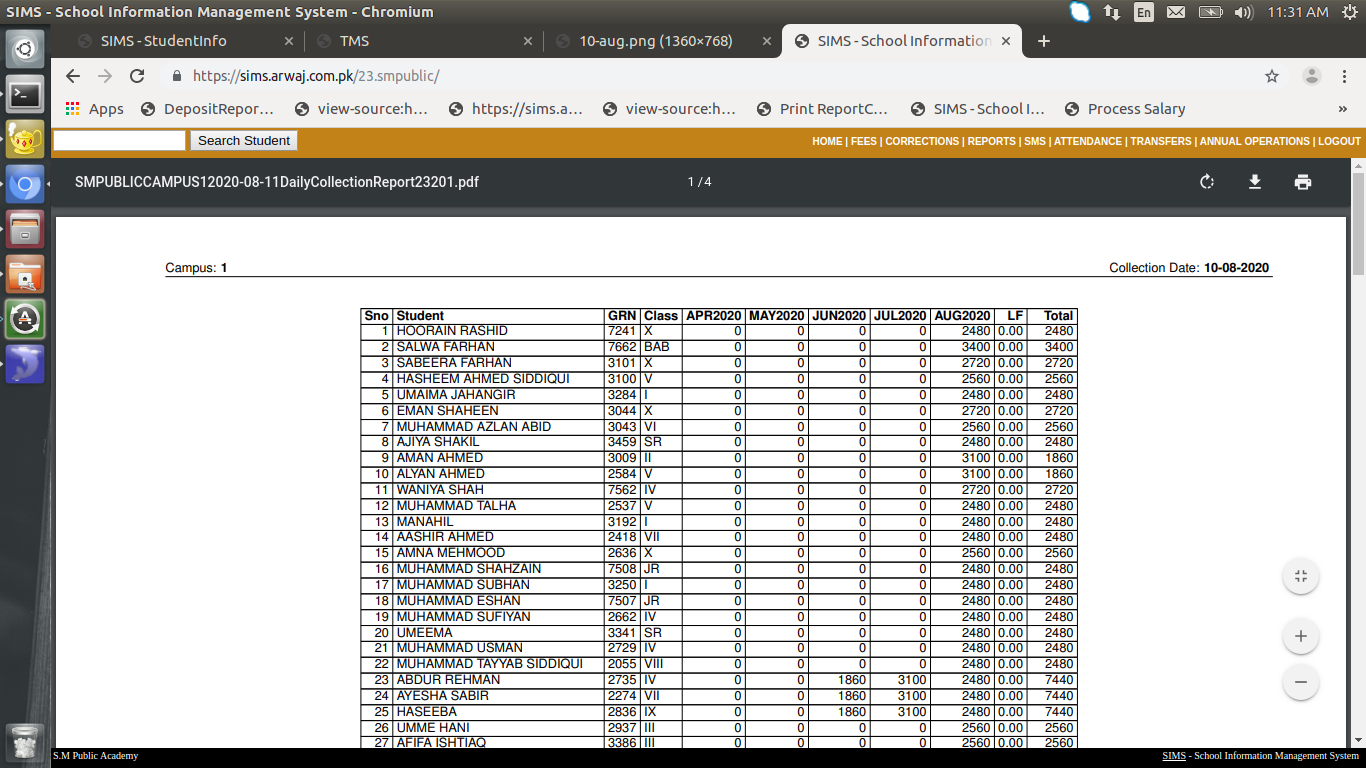 SIMS - School Information Management System - Chromium
En
11:31 AM
SIMS - StudentInfo
TMS
10-aug.png (1360×768)
SIMS - School Information
https://sims.arwaj.com.pk/23.smpublic/
Apps DepositRepor... view-source:h... https://sims.a... view-source:h... Print ReportC... SIMS - School I... Process Salary »
Search Student
HOME | FEES | CORRECTIONS | REPORTS | SMS | ATTENDANCE | TRANSFERS | ANNUAL OPERATIONS | LOGOUT
SMPUBLICCAMPUS12020-08-11DailyCollectionReport23201.pdf
1 / 4
Campus: 1
Collection Date: 10-08-2020
Sno Student GRN Class APR2020 MAY2020 JUN2020 JUL2020 AUG2020 LF Total
1 HOORAIN RASHID 7241 X 0 0 0 0 2480 0.00 2480
2 SALWA FARHAN 7662 BAB 0 0 0 0 3400 0.00 3400
3 SABEERA FARHAN 3101 X 0 0 0 0 2720 0.00 2720
4 HASHEEM AHMED SIDDIQUI 3100 V 0 0 0 0 2560 0.00 2560
5 UMAIMA JAHANGIR 3284 I 0 0 0 0 2480 0.00 2480
6 EMAN SHAHEEN 3044 X 0 0 0 0 2720 0.00 2720
7 MUHAMMAD AZLAN ABID 3043 VI 0 0 0 0 2560 0.00 2560
8 AJIYA SHAKIL 3459 SR 0 0 0 0 2480 0.00 2480
9 AMAN AHMED 3009 II 0 0 0 0 3100 0.00 1860
10 ALYAN AHMED 2584 V 0 0 0 0 3100 0.00 1860
11 WANIYA SHAH 7562 IV 0 0 0 0 2720 0.00 2720
12 MUHAMMAD TALHA 2537 V 0 0 0 0 2480 0.00 2480
13 MANAHIL 3192 I 0 0 0 0 2480 0.00 2480
14 AASHIR AHMED 2418 VII 0 0 0 0 2480 0.00 2480
15 AMNA MEHMOOD 2636 X 0 0 0 0 2560 0.00 2560
16 MUHAMMAD SHAHZAIN 7508 JR 0 0 0 0 2480 0.00 2480
17 MUHAMMAD SUBHAN 3250 I 0 0 0 0 2480 0.00 2480
18 MUHAMMAD ESHAN 7507 JR 0 0 0 0 2480 0.00 2480
19 MUHAMMAD SUFIYAN 2662 IV 0 0 0 0 2480 0.00 2480
20 UMEEMA 3341 SR 0 0 0 0 2480 0.00 2480
21 MUHAMMAD USMAN 2729 IV 0 0 0 0 2480 0.00 2480
22 MUHAMMAD TAYYAB SIDDIQUI 2055 VIII 0 0 0 0 2480 0.00 2480
23 ABDUR REHMAN 2735 IV 0 0 1860 3100 2480 0.00 7440
24 AYESHA SABIR 2274 VII 0 0 1860 3100 2480 0.00 7440
25 HASEEBA 2836 IX 0 0 1860 3100 2480 0.00 7440
26 UMME HANI 2937 III 0 0 0 0 2560 0.00 2560
27 AFIFA ISHTIAQ 3386 III 0 0 0 0 2560 0.00 2560
S.M Public Academy
SIMS - School Information Management System